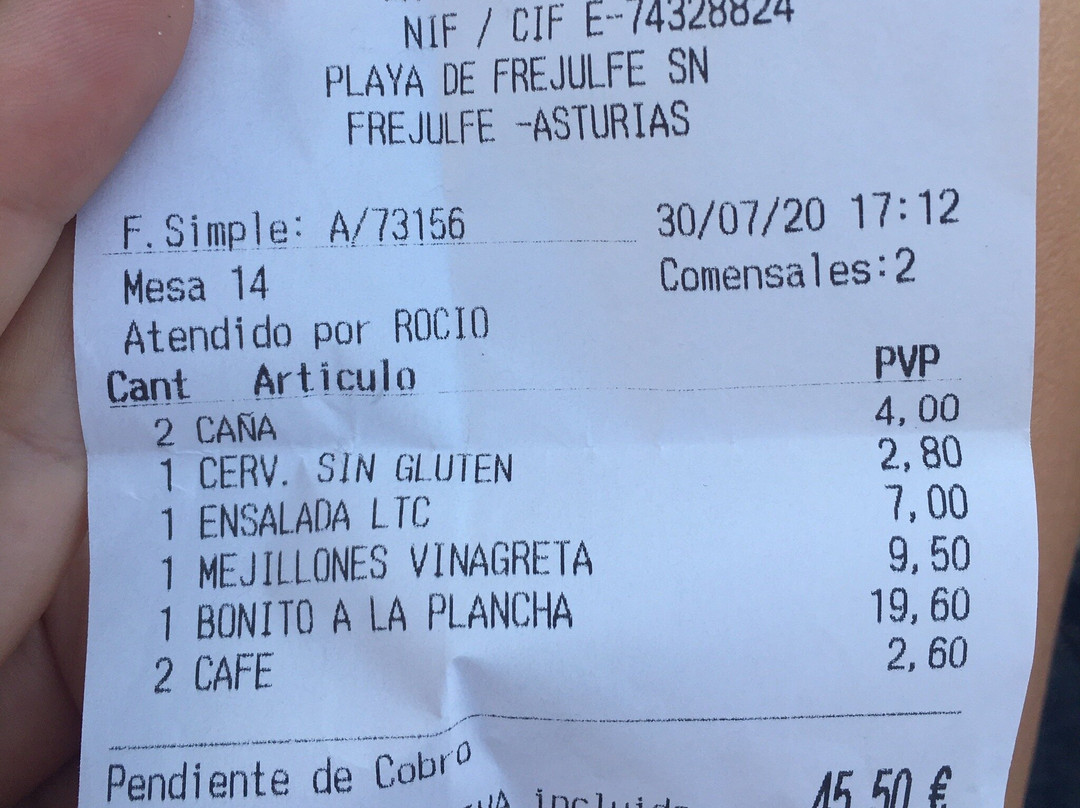 NIF / CIF E-74328824
PLAYA DE FREJULFE SN
FREJULFE -ASTURIAS
F.Simple: A/73156 30/07/20 17:12
Mesa 14 Comensales:2
Atendido por ROCIO
Cant Articulo PVP
2 CAÑA 4,00
1 CERV. SIN GLUTEN 2,80
1 ENSALADA LTC 7,00
1 MEJILLONES VINAGRETA 9,50
1 BONITO A LA PLANCHA 19,60
2 CAFE 2,60
Pendiente de Cobro 45,50 €
incluido